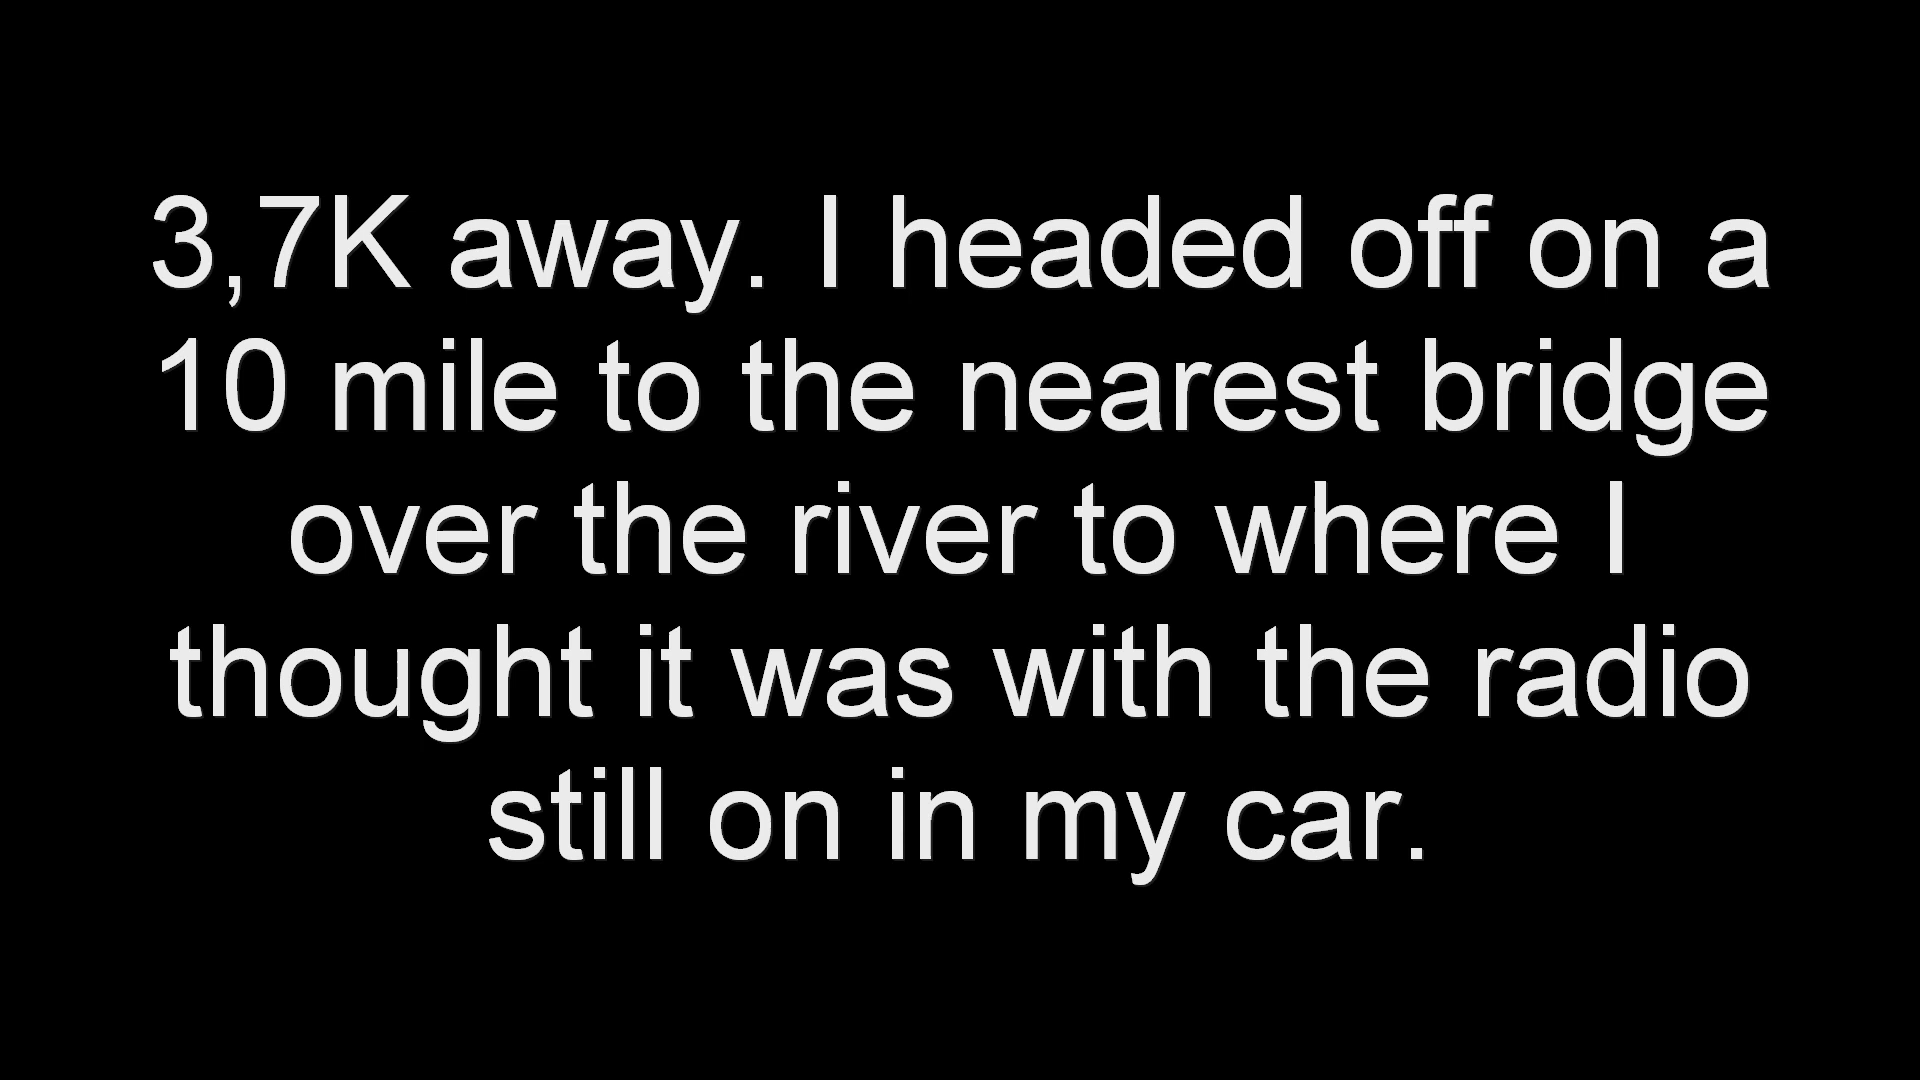 3,7K away. I headed off on a
10 mile to the nearest bridge
over the river to where I
thought it was with the radio
still on in my car.